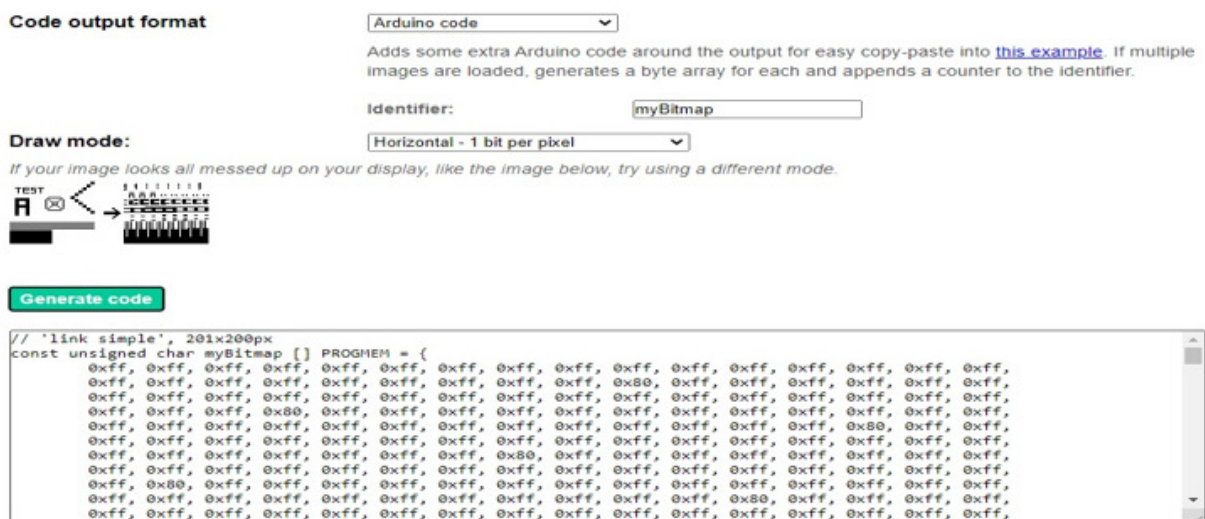 Code output format
Arduino code
Adds some extra Arduino code around the output for easy copy-paste into this example. If multiple
images are loaded, generates a byte array for each and appends a counter to the identifier.
Identifier:
myBitmap
Draw mode:
Horizontal - 1 bit per pixel
If your image looks all messed up on your display, like the image below, try using a different mode.
TEST
A
Generate code
// 'link simple', 201x200px
const unsigned char myBitmap [] PROGMEM = {
0xff, 0xff, 0xff, 0xff, 0xff, 0xff, 0xff, 0xff, 0xff, 0xff, 0xff, 0xff, 0xff, 0xff, 0xff, 0xff,
0xff, 0xff, 0xff, 0xff, 0xff, 0xff, 0xff, 0xff, 0xff, 0x80, 0xff, 0xff, 0xff, 0xff, 0xff, 0xff,
0xff, 0xff, 0xff, 0xff, 0xff, 0xff, 0xff, 0xff, 0xff, 0xff, 0xff, 0xff, 0xff, 0xff, 0xff, 0xff,
0xff, 0xff, 0xff, 0x80, 0xff, 0xff, 0xff, 0xff, 0xff, 0xff, 0xff, 0xff, 0xff, 0xff, 0xff, 0xff,
0xff, 0xff, 0xff, 0xff, 0xff, 0xff, 0xff, 0xff, 0xff, 0xff, 0xff, 0xff, 0xff, 0x80, 0xff, 0xff,
0xff, 0xff, 0xff, 0xff, 0xff, 0xff, 0xff, 0xff, 0xff, 0xff, 0xff, 0xff, 0xff, 0xff, 0xff, 0xff,
0xff, 0xff, 0xff, 0xff, 0xff, 0xff, 0xff, 0x80, 0xff, 0xff, 0xff, 0xff, 0xff, 0xff, 0xff, 0xff,
0xff, 0xff, 0xff, 0xff, 0xff, 0xff, 0xff, 0xff, 0xff, 0xff, 0xff, 0xff, 0xff, 0xff, 0xff, 0xff,
0xff, 0x80, 0xff, 0xff, 0xff, 0xff, 0xff, 0xff, 0xff, 0xff, 0xff, 0xff, 0xff, 0xff, 0xff, 0xff,
0xff, 0xff, 0xff, 0xff, 0xff, 0xff, 0xff, 0xff, 0xff, 0xff, 0xff, 0x80, 0xff, 0xff, 0xff, 0xff,
0xff, 0xff, 0xff, 0xff, 0xff, 0xff, 0xff, 0xff, 0xff, 0xff, 0xff, 0xff, 0xff, 0xff, 0xff, 0xff,